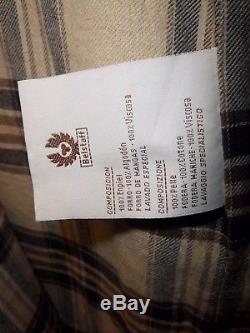 Belstaff
COMPOSICION
100%Piel
FORRO•100%Algodón
FORRO DE MANGAS•100%Viscosa
LAVADO ESPECIAL
COMPOSIZIONE
100%Pelle
FODERA•100%Cotone
FODERA MANICHE•100%Viscosa
LAVAGGIO SPECIALISTICO